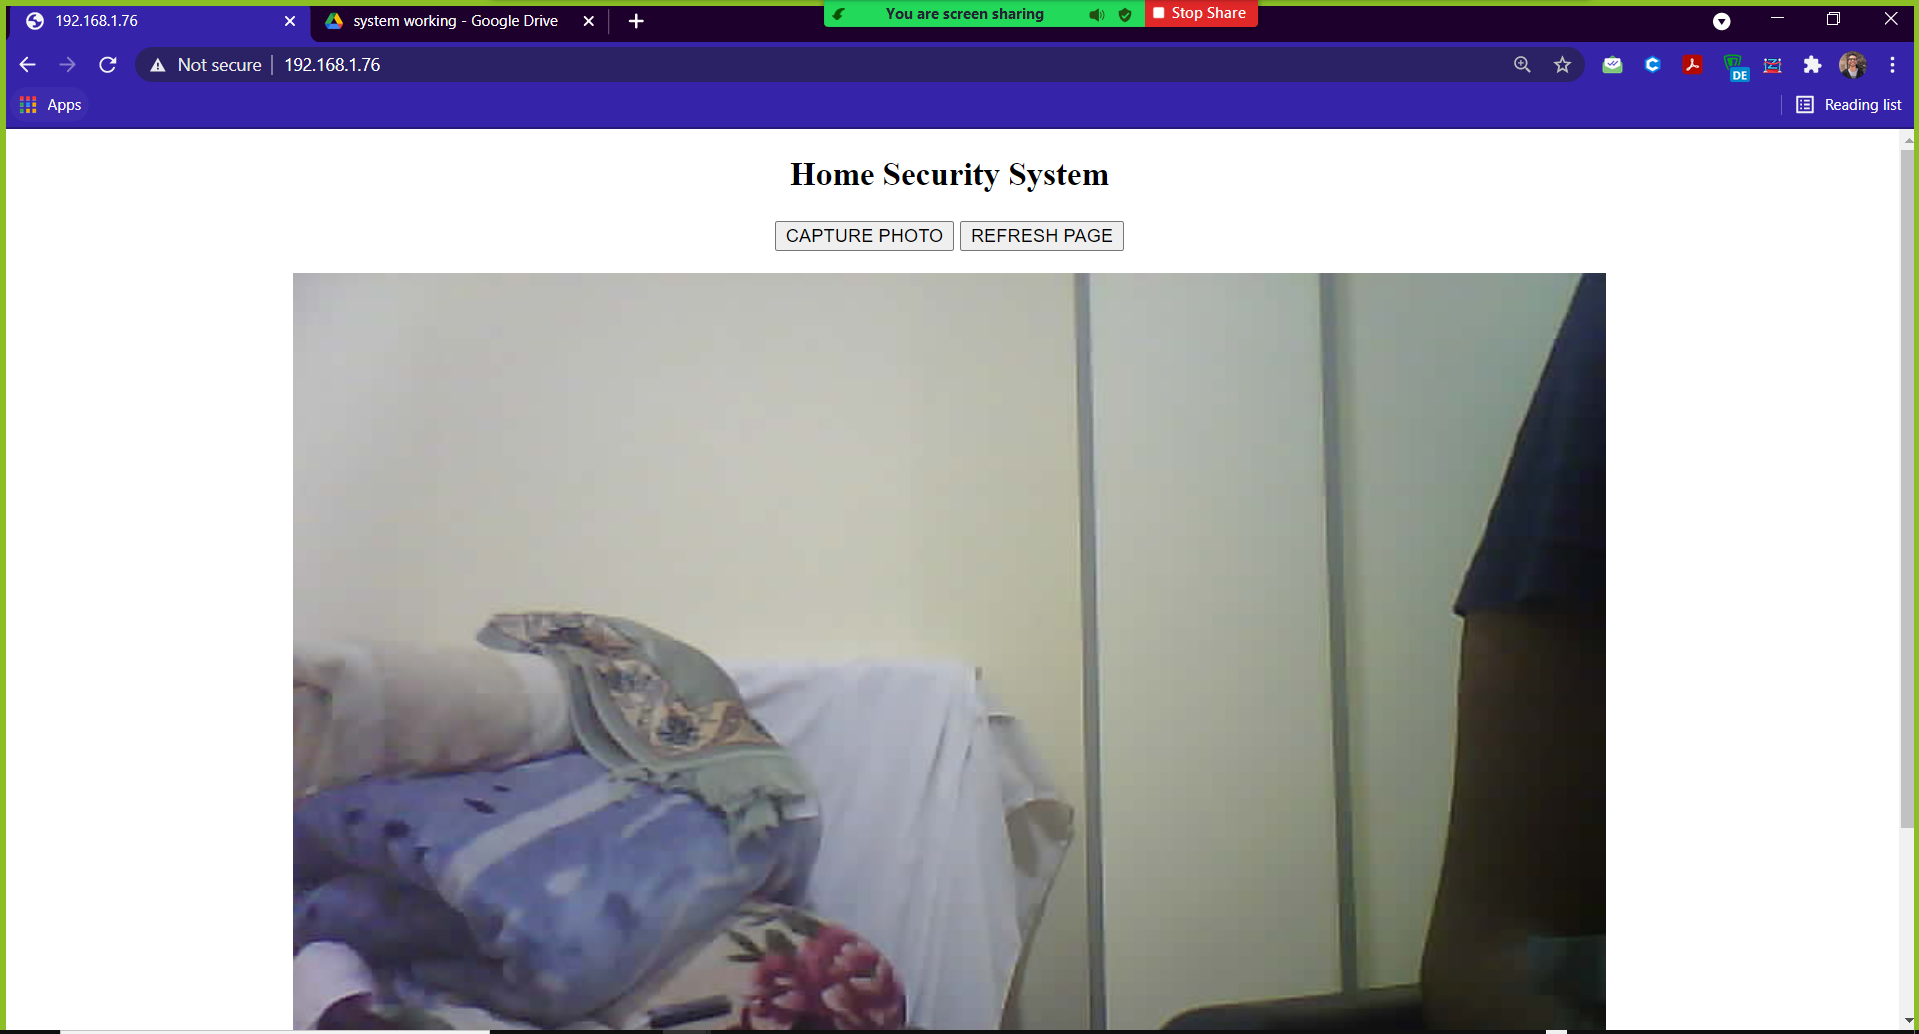 192.168.1.76
system working - Google Drive
You are screen sharing
Stop Share
Not secure
192.168.1.76
DE
Apps
Reading list
Home Security System
CAPTURE PHOTO
REFRESH PAGE